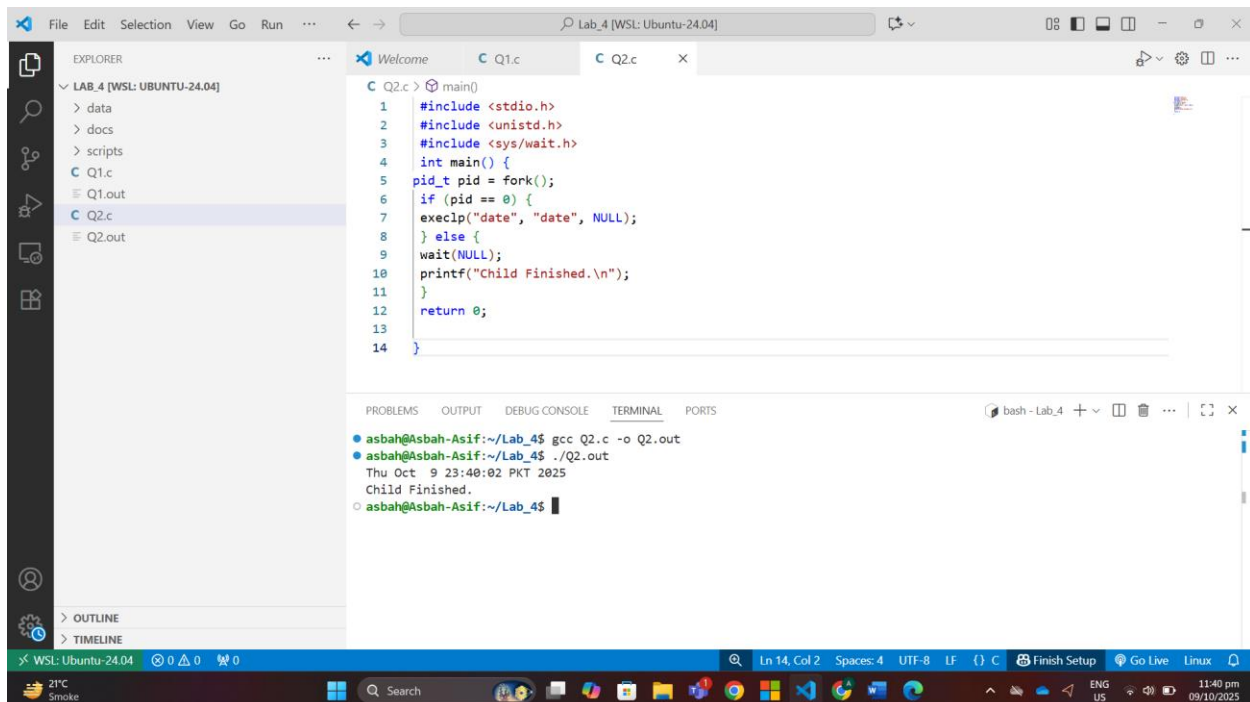 File Edit Selection View Go Run ··· ← → Lab_4 [WSL: Ubuntu-24.04]
EXPLORER ···
LAB_4 [WSL: UBUNTU-24.04]
> data
> docs
> scripts
C Q1.c
Q1.out
C Q2.c
Q2.out
> OUTLINE
> TIMELINE
Welcome C Q1.c C Q2.c ×
C Q2.c > main()
1 #include <stdio.h>
2 #include <unistd.h>
3 #include <sys/wait.h>
4 int main() {
5 pid_t pid = fork();
6 if (pid == 0) {
7 execlp("date", "date", NULL);
8 } else {
9 wait(NULL);
10 printf("Child Finished.\n");
11 }
12 return 0;
13
14 }
PROBLEMS OUTPUT DEBUG CONSOLE TERMINAL PORTS bash - Lab_4
asbah@Asbah-Asif:~/Lab_4$ gcc Q2.c -o Q2.out
asbah@Asbah-Asif:~/Lab_4$ ./Q2.out
Thu Oct  9 23:40:02 PKT 2025
Child Finished.
asbah@Asbah-Asif:~/Lab_4$
WSL: Ubuntu-24.04 0 0 0 Ln 14, Col 2 Spaces: 4 UTF-8 LF {} C Finish Setup Go Live Linux
21°C
Smoke
Search
ENG
US
11:40 pm
09/10/2025